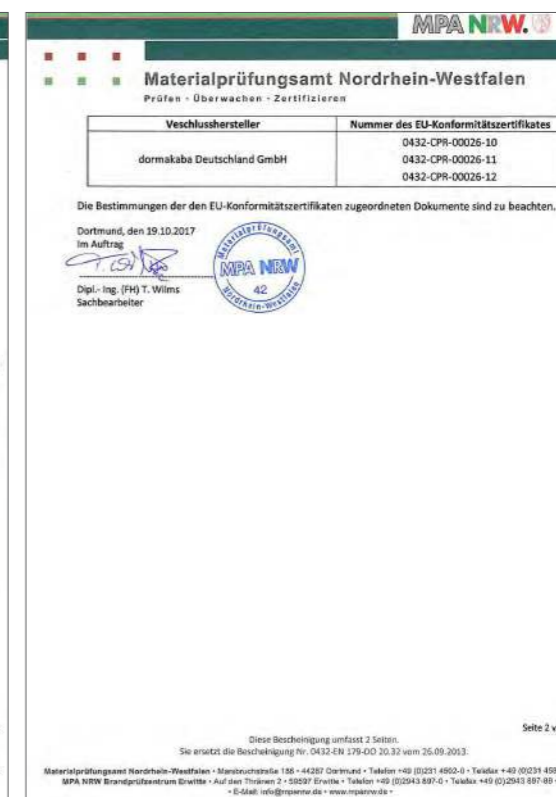 MPA NRW.
Materialprüfungsamt Nordrhein-Westfalen
Prüfen · Überwachen · Zertifizieren
Veschlusshersteller Nummer des EU-Konformitätszertifikates
dormakaba Deutschland GmbH
0432-CPR-00026-10
0432-CPR-00026-11
0432-CPR-00026-12
Die Bestimmungen der den EU-Konformitätszertifikaten zugeordneten Dokumente sind zu beachten.
Dortmund, den 19.10.2017
Im Auftrag
Materialprüfungsamt
MPA NRW
42
Nordrhein-Westfalen
Dipl.- Ing. (FH) T. Wilms
Sachbearbeiter
Seite 2 v
Diese Bescheinigung umfasst 2 Seiten.
Sie ersetzt die Bescheinigung Nr. 0432-EN 179-OO 20.32 vom 26.09.2013.
Materialprüfungsamt Nordrhein-Westfalen • Marsbruchstraße 186 • 44287 Dortmund • Telefon +49 (0)231 4502-0 • Telefax +49 (0)231 458
MPA NRW Brandprüfzentrum Erwitte • Auf den Thränen 2 • 59597 Erwitte • Telefon +49 (0)2943 897-0 • Telefax +49 (0)2943 897-
• E-Mail: info@mpanrw.de • www.mpanrw.de •